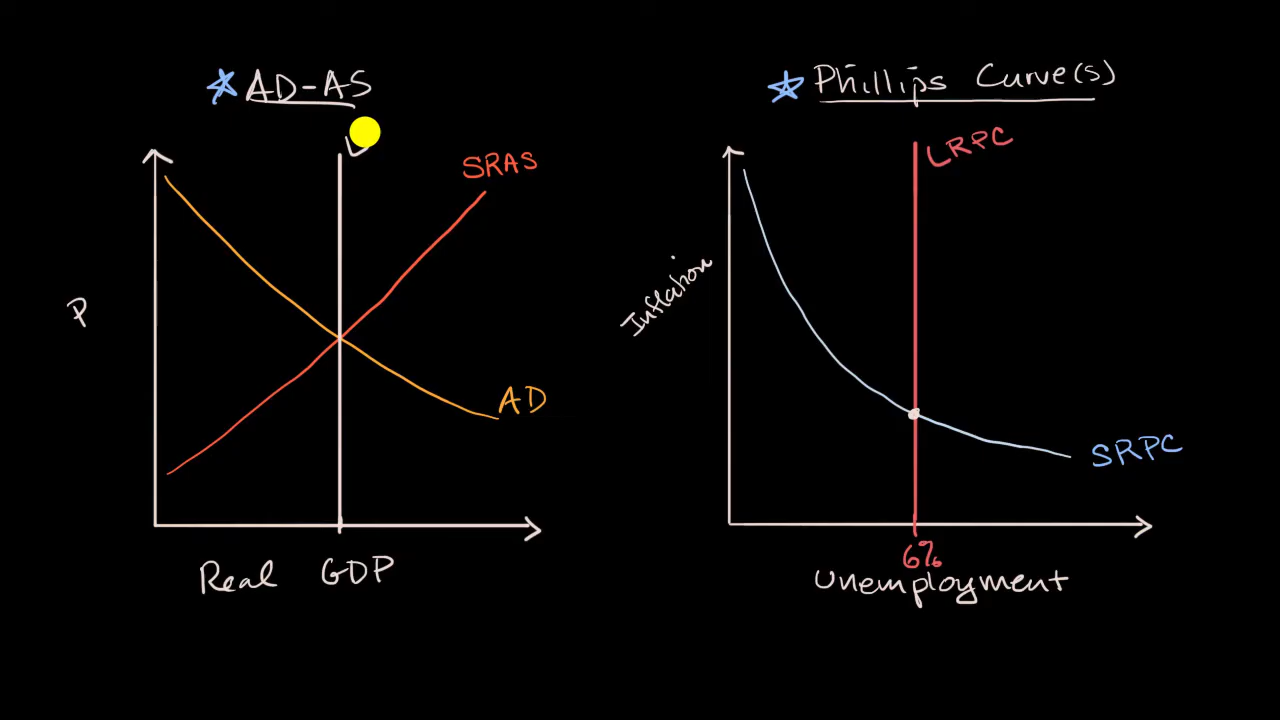 AD-AS
SRAS
P
AD
Real GDP
Phillips Curve(s)
LRPC
Inflation
SRPC
6%
Unemployment